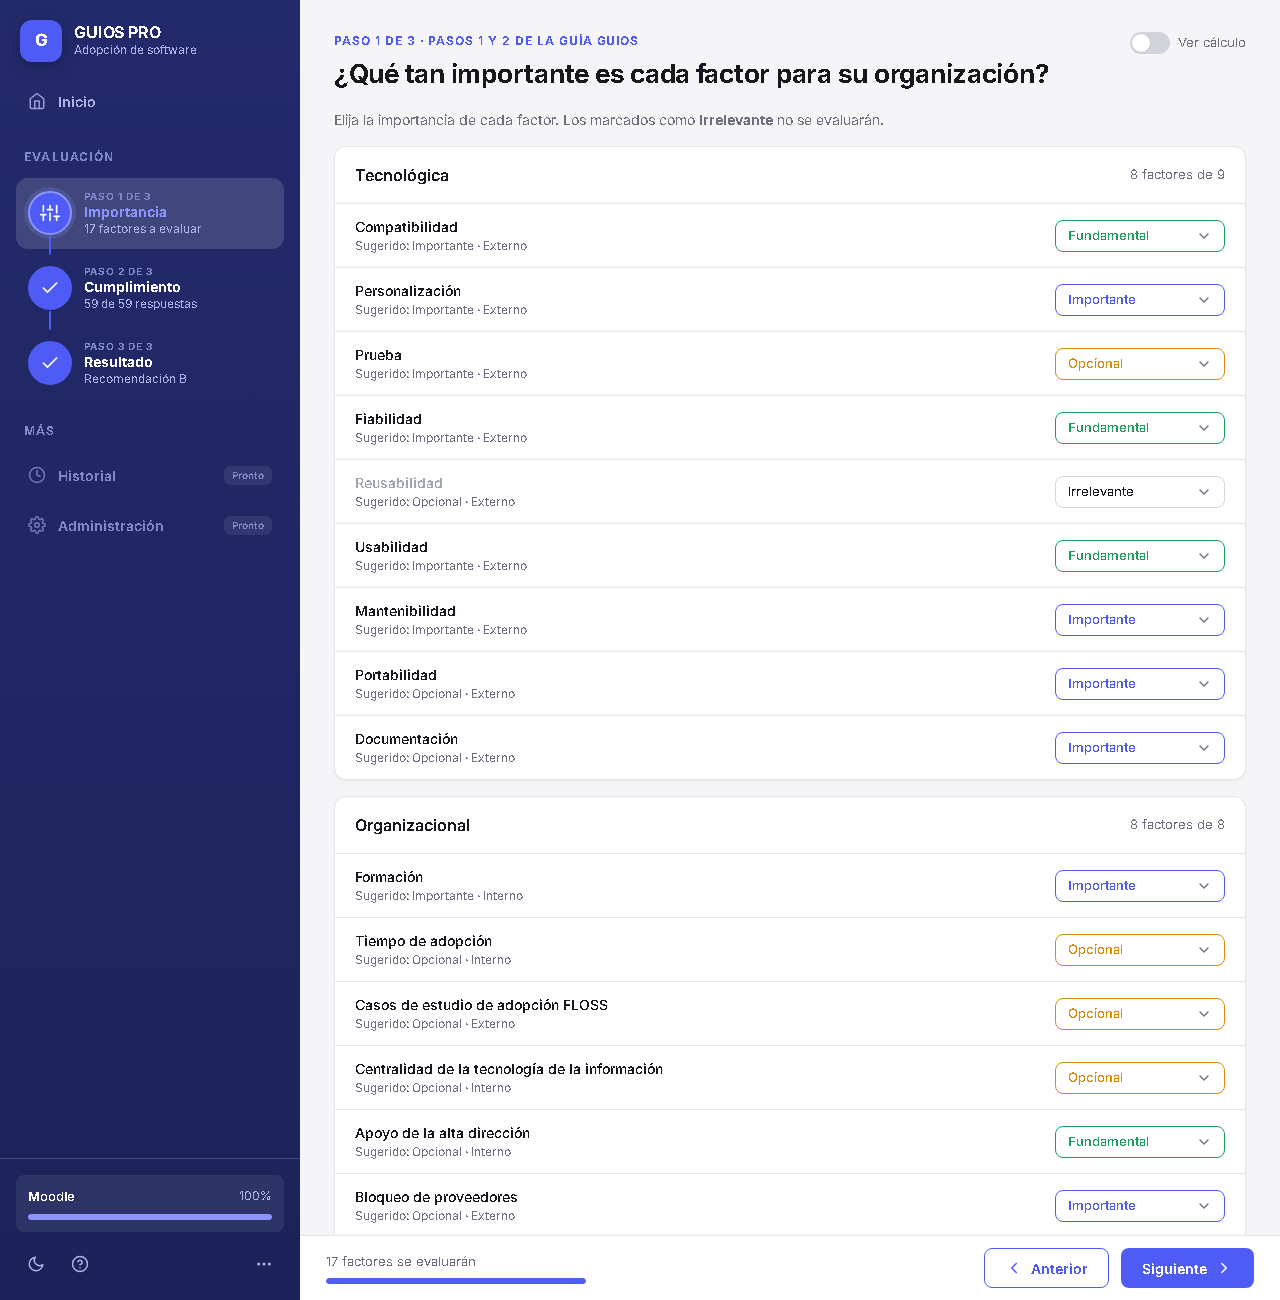 G
GUIOS PRO
Adopción de software
Inicio
EVALUACIÓN
PASO 1 DE 3
Importancia
17 factores a evaluar
PASO 2 DE 3
Cumplimiento
59 de 59 respuestas
PASO 3 DE 3
Resultado
Recomendación B
MÁS
Historial Pronto
Administración Pronto
Moodle 100%
PASO 1 DE 3 · PASOS 1 Y 2 DE LA GUÍA GUIOS
Ver cálculo
¿Qué tan importante es cada factor para su organización?
Elija la importancia de cada factor. Los marcados como Irrelevante no se evaluarán.
Tecnológica 8 factores de 9
Compatibilidad
Sugerido: Importante · Externo
Fundamental
Personalización
Sugerido: Importante · Externo
Importante
Prueba
Sugerido: Importante · Externo
Opcional
Fiabilidad
Sugerido: Importante · Externo
Fundamental
Reusabilidad
Sugerido: Opcional · Externo
Irrelevante
Usabilidad
Sugerido: Importante · Externo
Fundamental
Mantenibilidad
Sugerido: Importante · Externo
Importante
Portabilidad
Sugerido: Opcional · Externo
Importante
Documentación
Sugerido: Opcional · Externo
Importante
Organizacional 8 factores de 8
Formación
Sugerido: Importante · Interno
Importante
Tiempo de adopción
Sugerido: Opcional · Interno
Opcional
Casos de estudio de adopción FLOSS
Sugerido: Opcional · Externo
Opcional
Centralidad de la tecnología de la información
Sugerido: Opcional · Interno
Opcional
Apoyo de la alta dirección
Sugerido: Opcional · Interno
Fundamental
Bloqueo de proveedores
Sugerido: Opcional · Externo
Importante
17 factores se evaluarán
Anterior
Siguiente